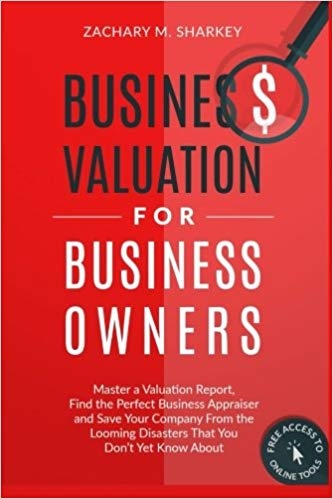 ZACHARY M. SHARKEY
BUSINES$
VALUATION
FOR
BUSINESS
OWNERS
Master a Valuation Report,
Find the Perfect Business Appraiser
and Save Your Company From the
Looming Disasters That You
Don't Yet Know About
FREE ACCESS TO
ONLINE TOOLS